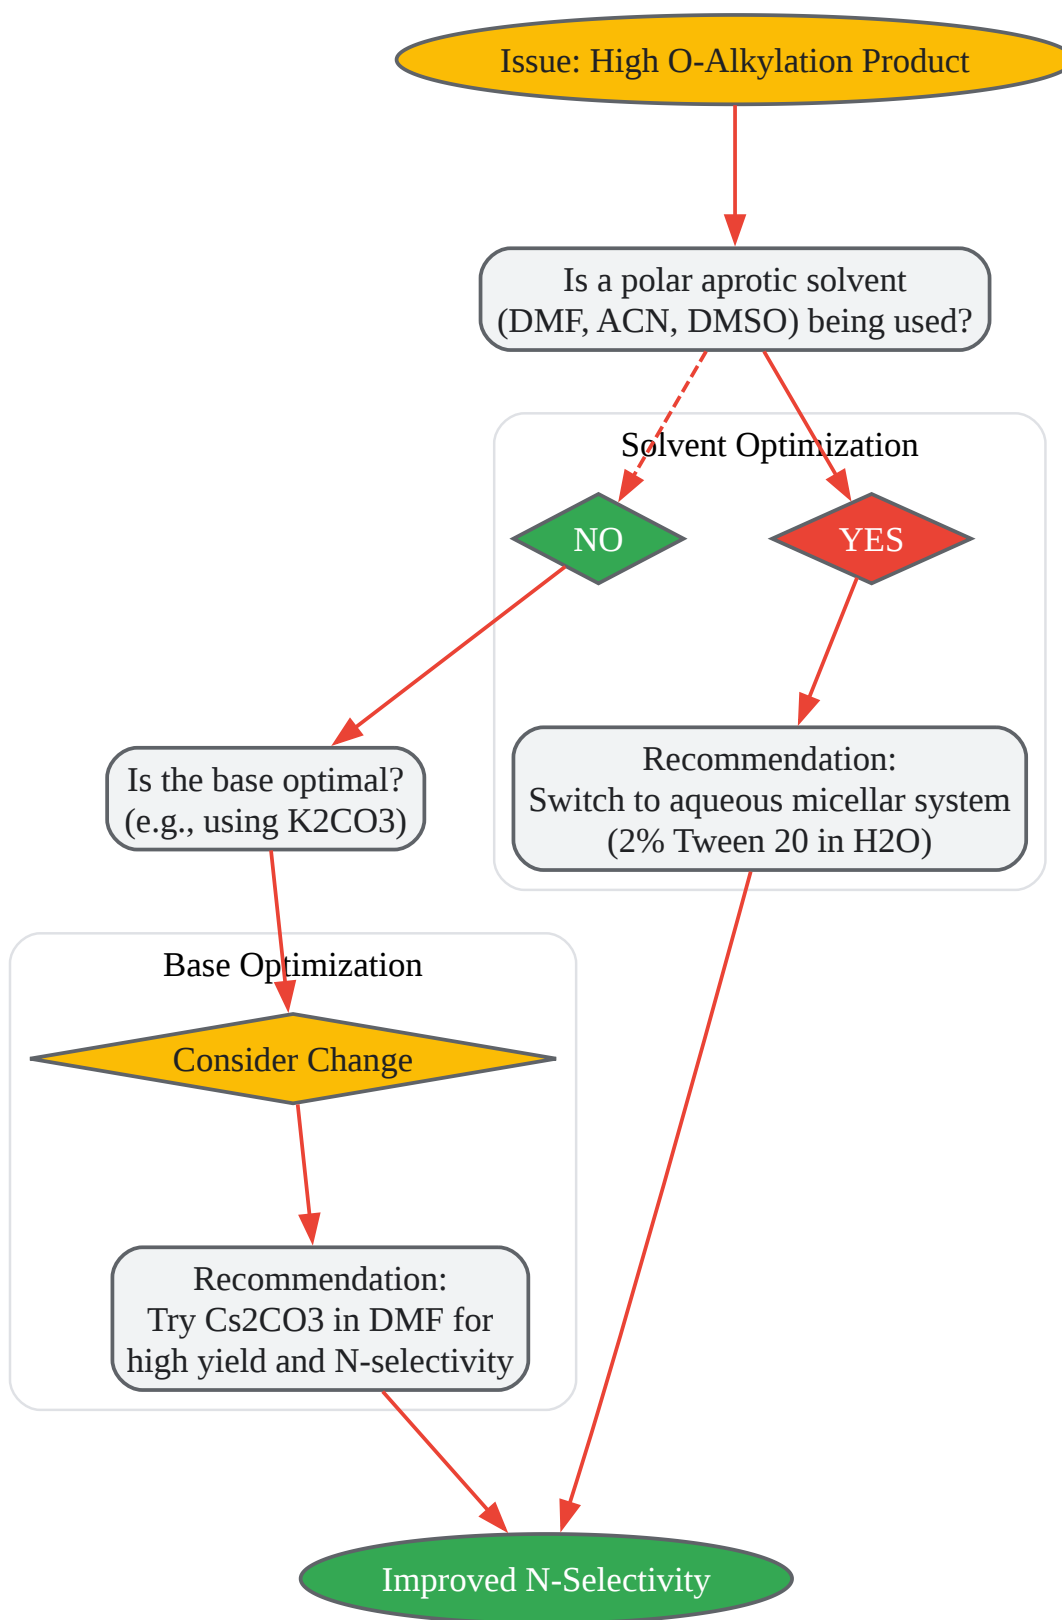 Issue: High O-Alkylation Product
Is a polar aprotic solvent
(DMF, ACN, DMSO) being used?
Solvent Optimization
NO
YES
Is the base optimal?
(e.g., using K2CO3)
Recommendation:
Switch to aqueous micellar system
(2% Tween 20 in H2O)
Base Optimization
Consider Change
Recommendation:
Try Cs2CO3 in DMF for
high yield and N-selectivity
Improved N-Selectivity